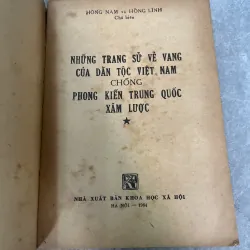 HỒNG NAM và HỒNG LĨNH
Chủ biên
NHỮNG TRANG SỬ VẺ VANG
CỦA DÂN TỘC VIỆT NAM
CHỐNG
PHONG KIẾN TRUNG QUỐC
XÂM LƯỢC
NHÀ XUẤT BẢN KHOA HỌC XÃ HỘI
HÀ NỘI — 1984